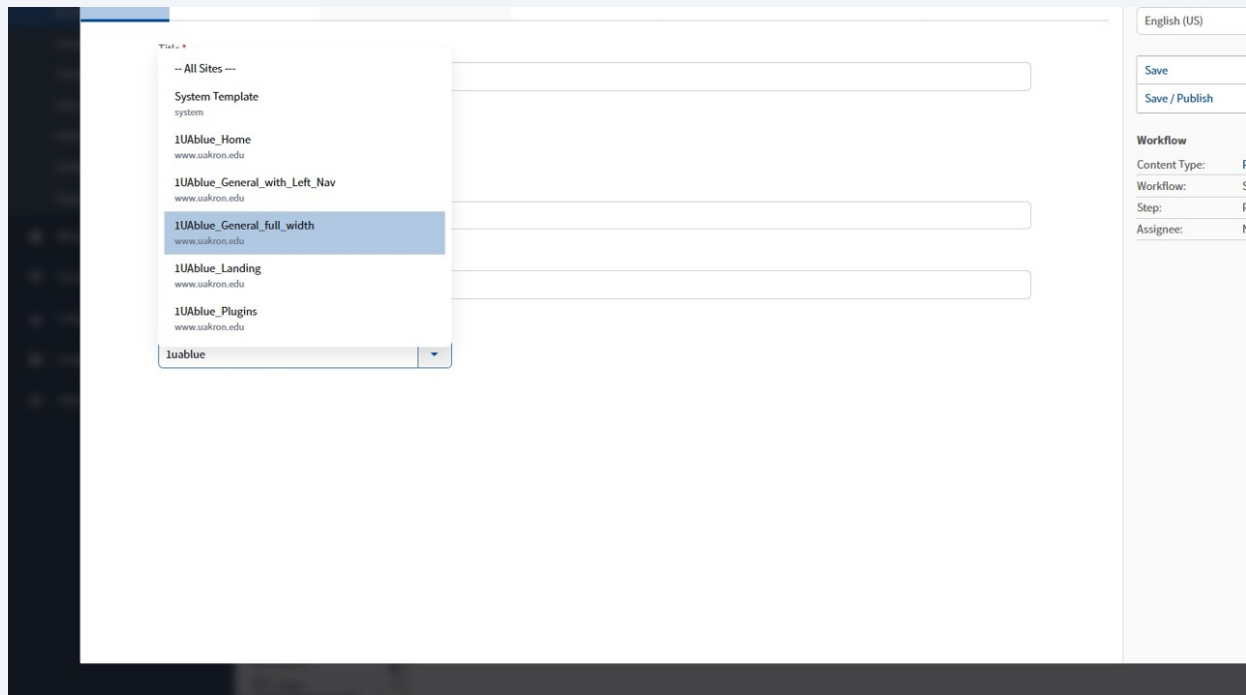 English (US)
Title *
-- All Sites ---
System Template
system
1UAblue_Home
www.uakron.edu
1UAblue_General_with_Left_Nav
www.uakron.edu
1UAblue_General_full_width
www.uakron.edu
1UAblue_Landing
www.uakron.edu
1UAblue_Plugins
www.uakron.edu
1uablue
Save
Save / Publish
Workflow
Content Type:
Workflow:
Step:
Assignee: